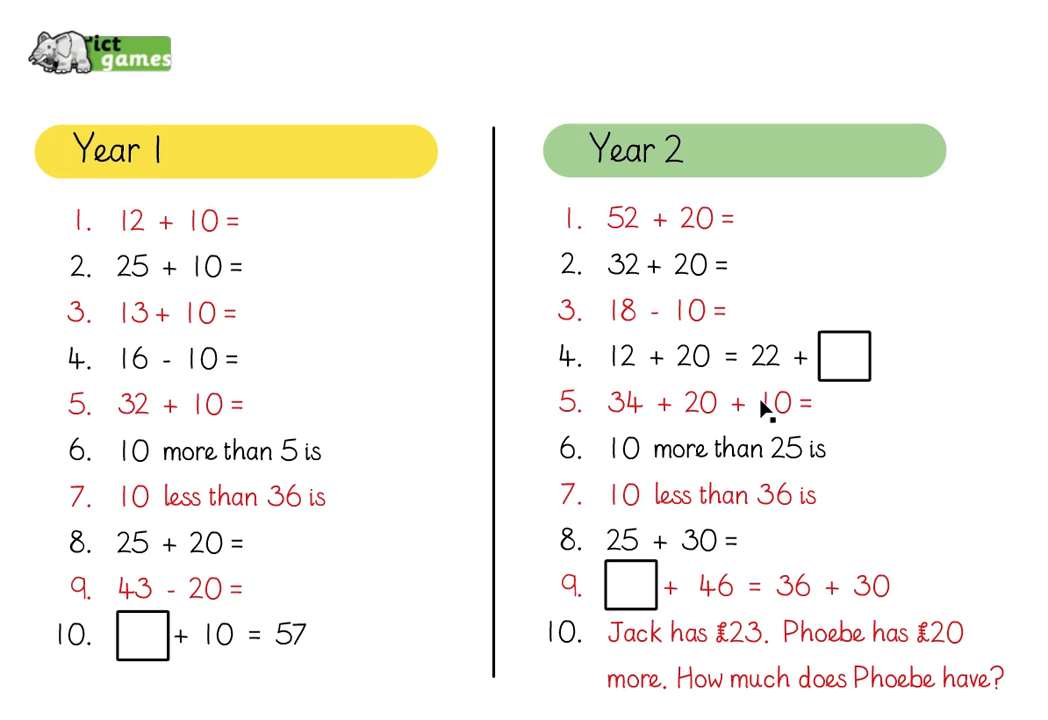 ict
games
Year 1
1. 12 + 10 =
2. 25 + 10 =
3. 13 + 10 =
4. 16 - 10 =
5. 32 + 10 =
6. 10 more than 5 is
7. 10 less than 36 is
8. 25 + 20 =
9. 43 - 20 =
10. □ + 10 = 57
Year 2
1. 52 + 20 =
2. 32 + 20 =
3. 18 - 10 =
4. 12 + 20 = 22 + □
5. 34 + 20 + 10 =
6. 10 more than 25 is
7. 10 less than 36 is
8. 25 + 30 =
9. □ + 46 = 36 + 30
10. Jack has £23. Phoebe has £20
more. How much does Phoebe have?